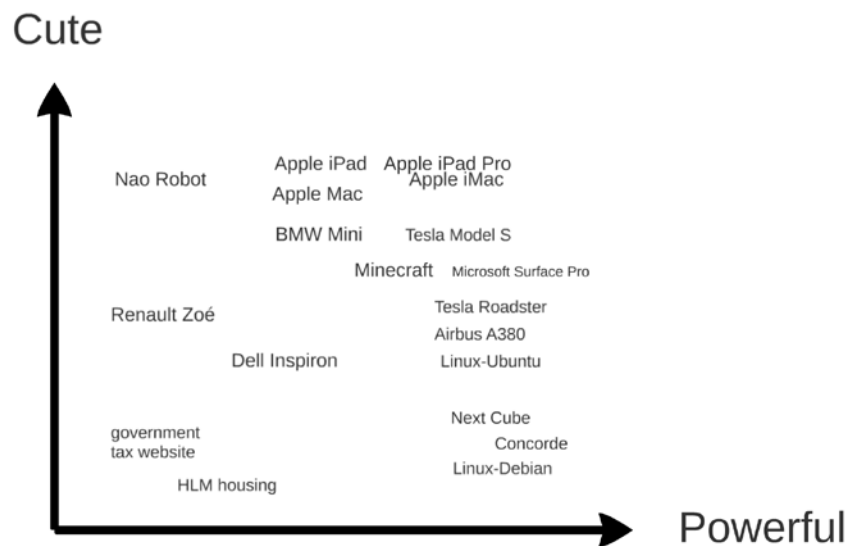 Cute
Apple iPad Apple iPad Pro
Nao Robot Apple iMac
Apple Mac
BMW Mini Tesla Model S
Minecraft Microsoft Surface Pro
Tesla Roadster
Renault Zoé
Airbus A380
Dell Inspiron Linux-Ubuntu
Next Cube
government
tax website
Concorde
Linux-Debian
HLM housing
Powerful